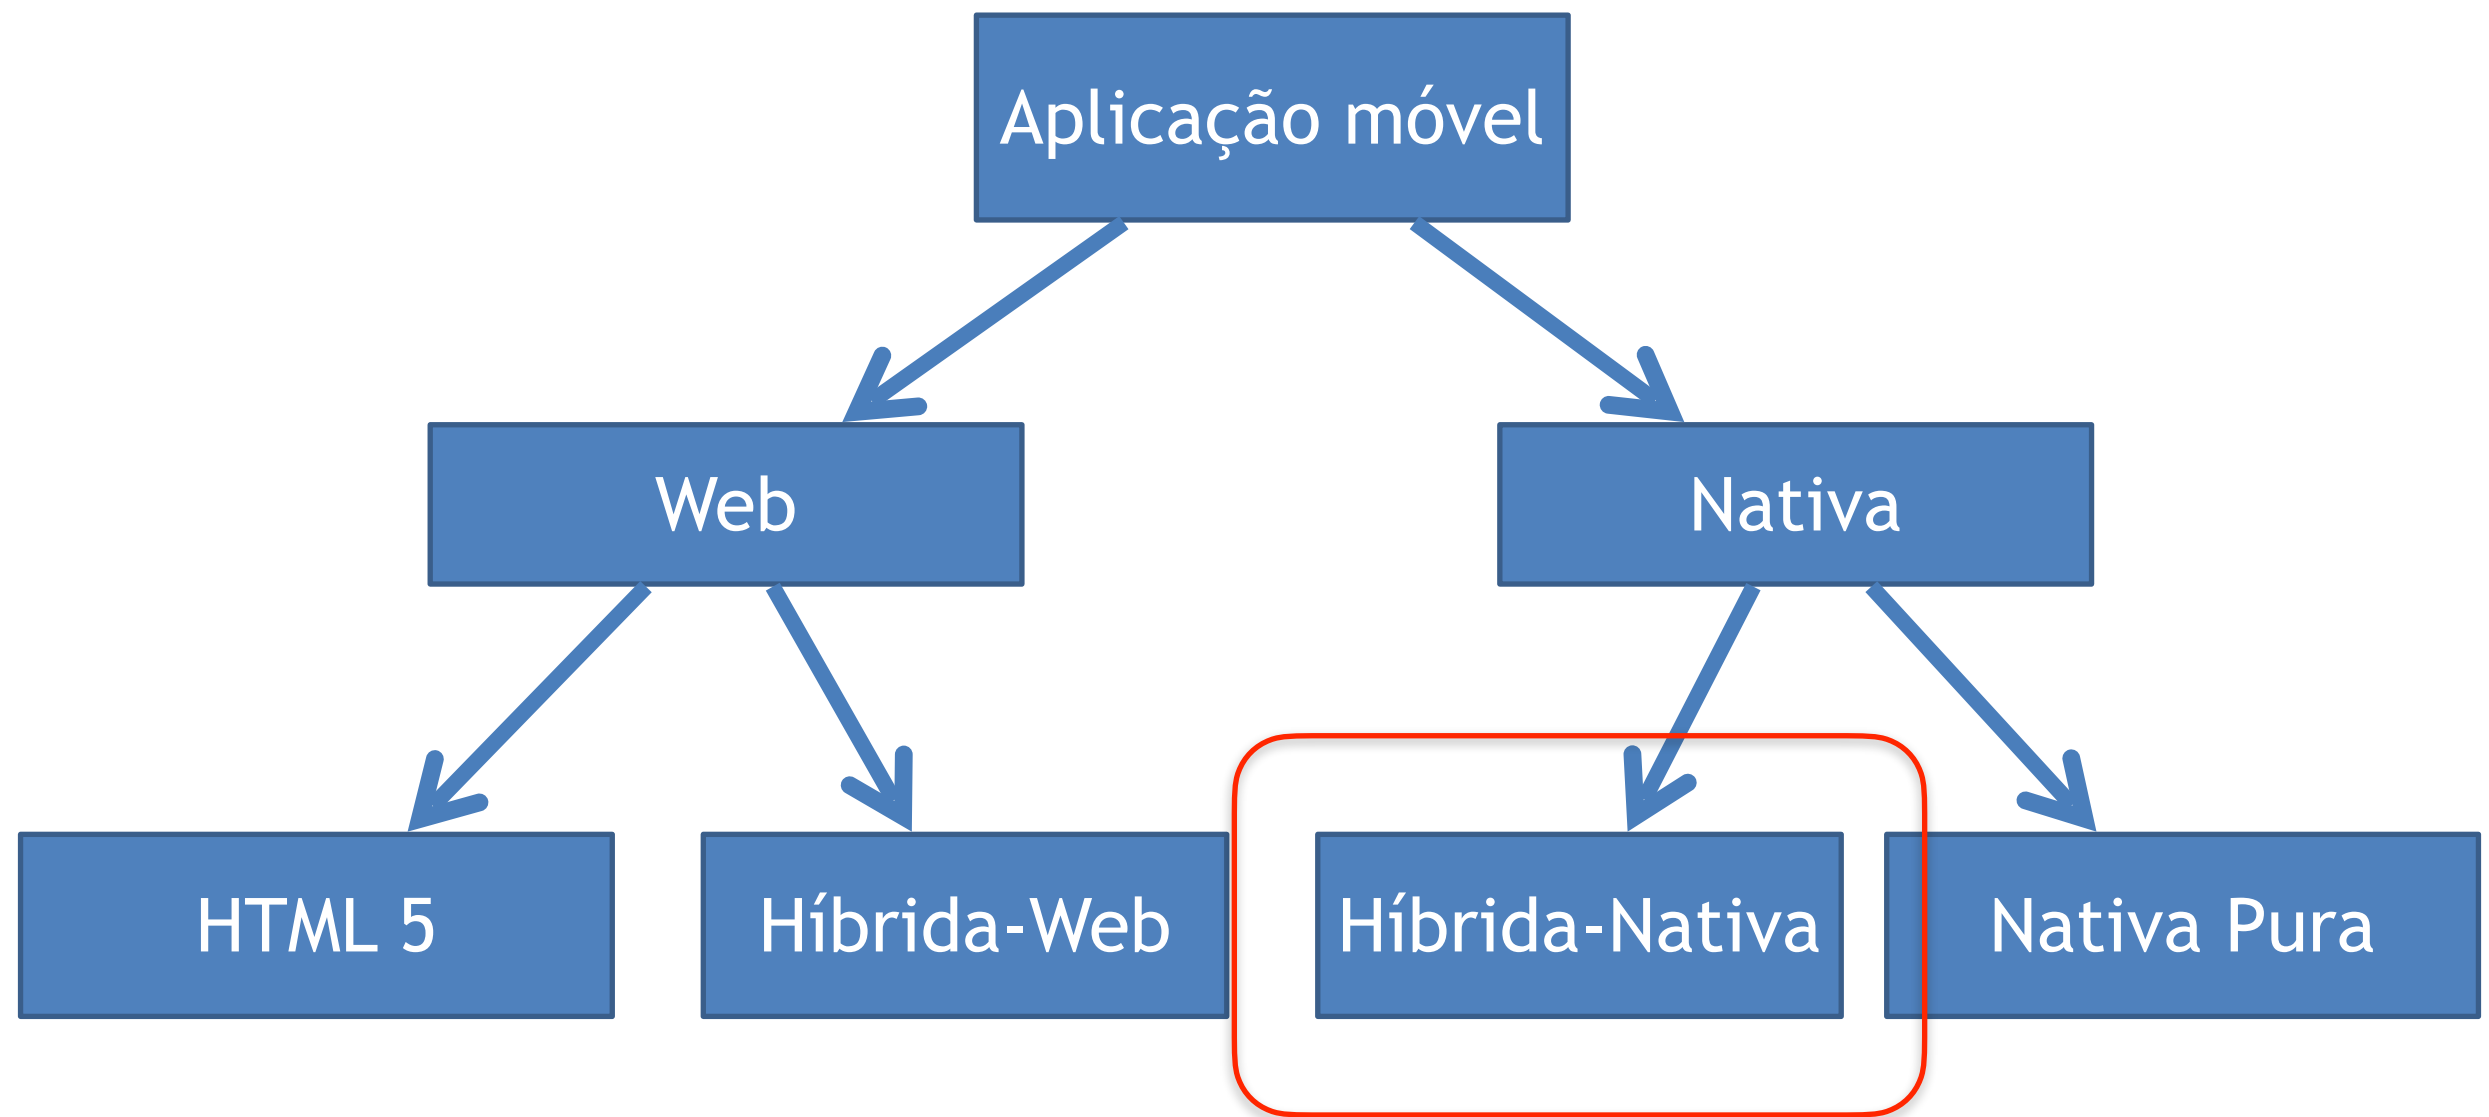 Aplicação móvel
Web
Nativa
HTML 5
Híbrida-Web
Híbrida-Nativa
Nativa Pura